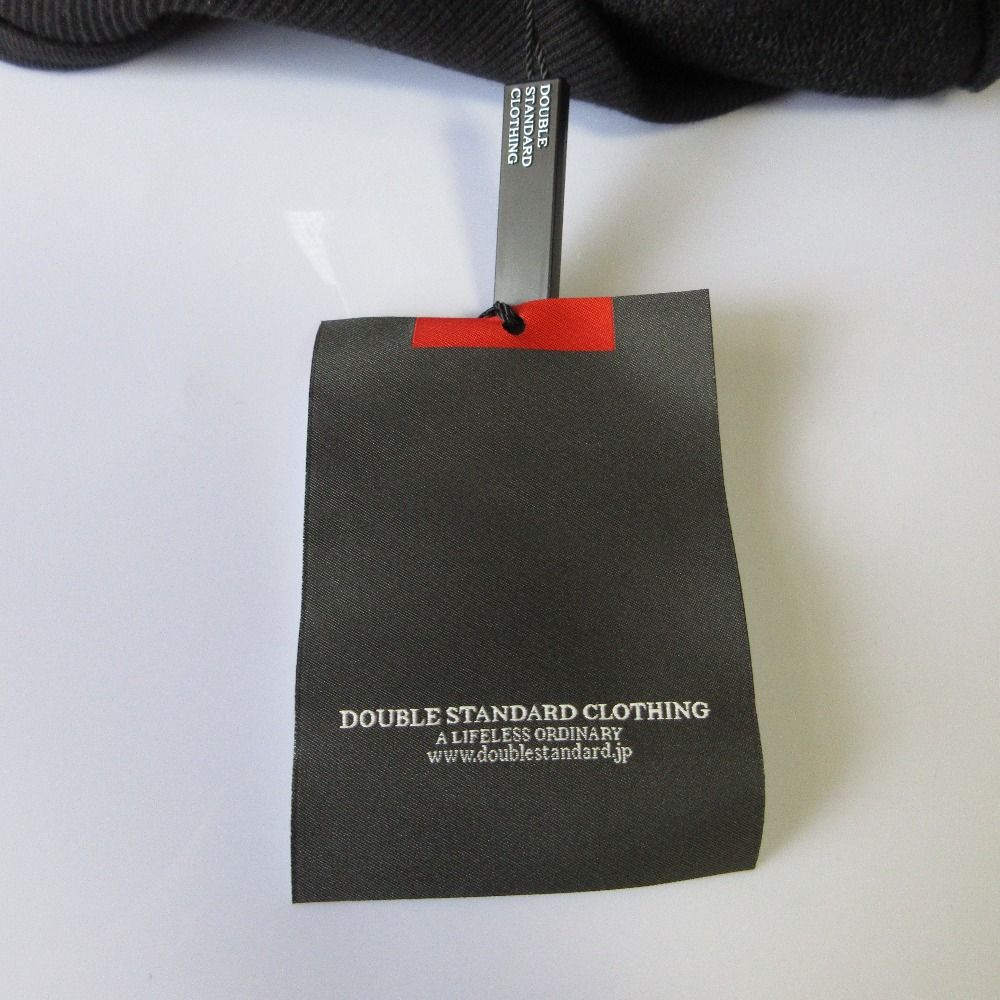 DOUBLE
STANDARD
CLOTHING
DOUBLE STANDARD CLOTHING
A LIFELESS ORDINARY
www.doublestandard.jp